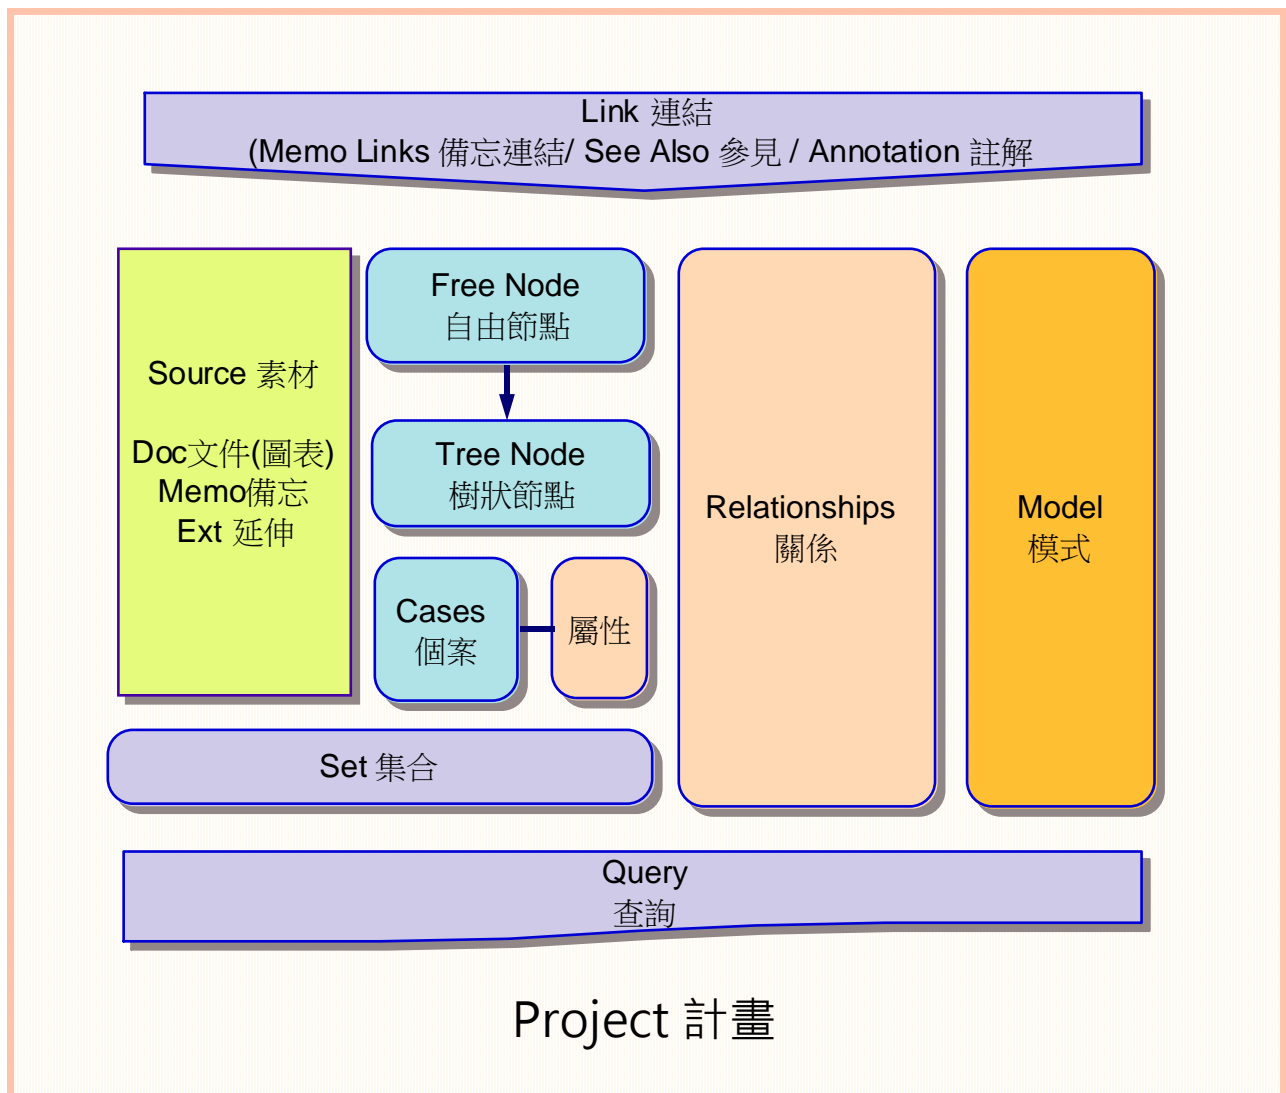 Link 連結
(Memo Links 備忘連結/ See Also 參見 / Annotation 註解
Source 素材
Doc文件(圖表)
Memo備忘
Ext 延伸
Free Node
自由節點
Tree Node
樹狀節點
Cases
個案
屬性
Relationships
關係
Model
模式
Set 集合
Query
查詢
Project 計畫